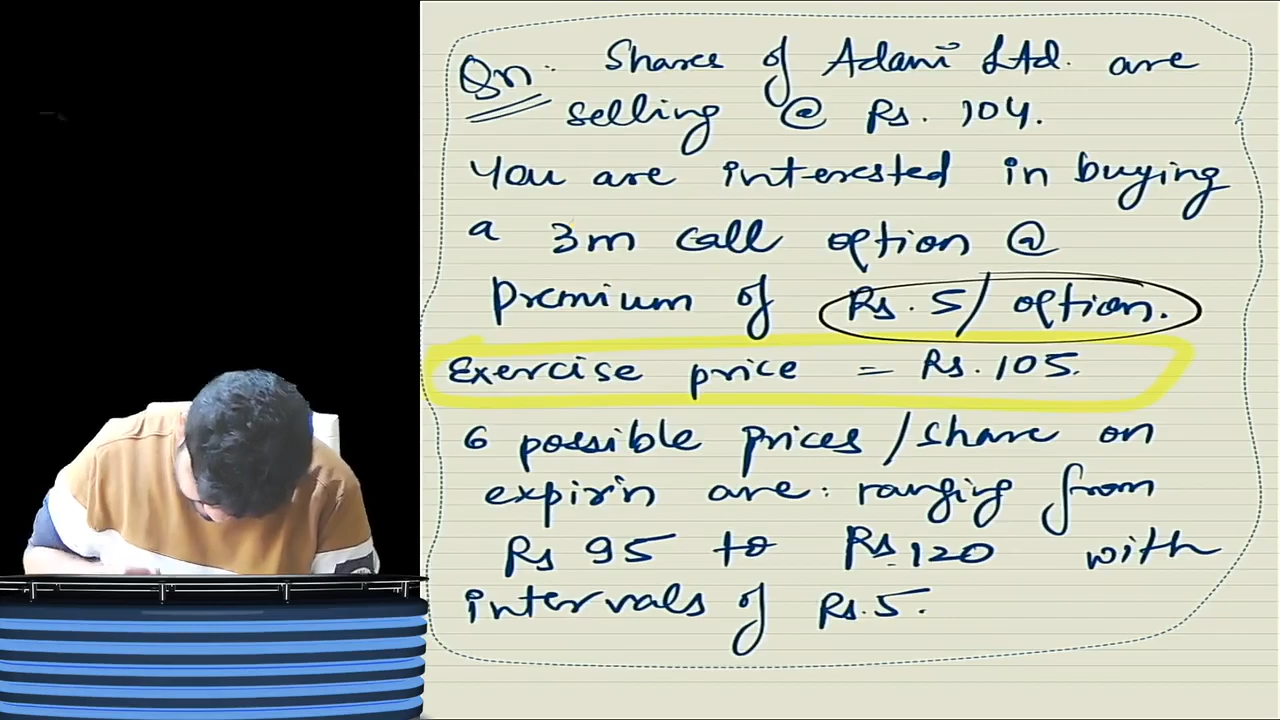 Qn. Shares of Adani Ltd. are
selling @ Rs. 104.
You are interested in buying
a 3m call option @
premium of Rs. 5/ option.
Exercise price = Rs. 105.
6 possible prices / share on
expir'n are: ranging from
Rs 95 to Rs. 120 with
intervals of Rs. 5.